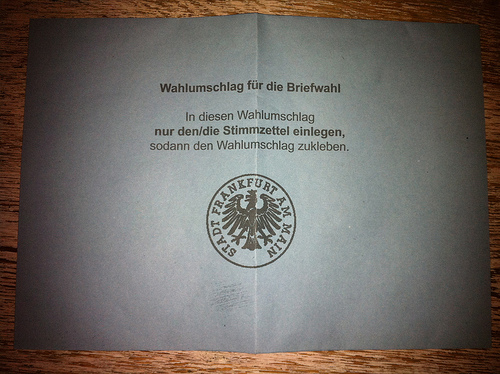 Wahlumschlag für die Briefwahl
In diesen Wahlumschlag
nur den/die Stimmzettel einlegen,
sodann den Wahlumschlag zukleben.
STADT FRANKFURT AM MAIN